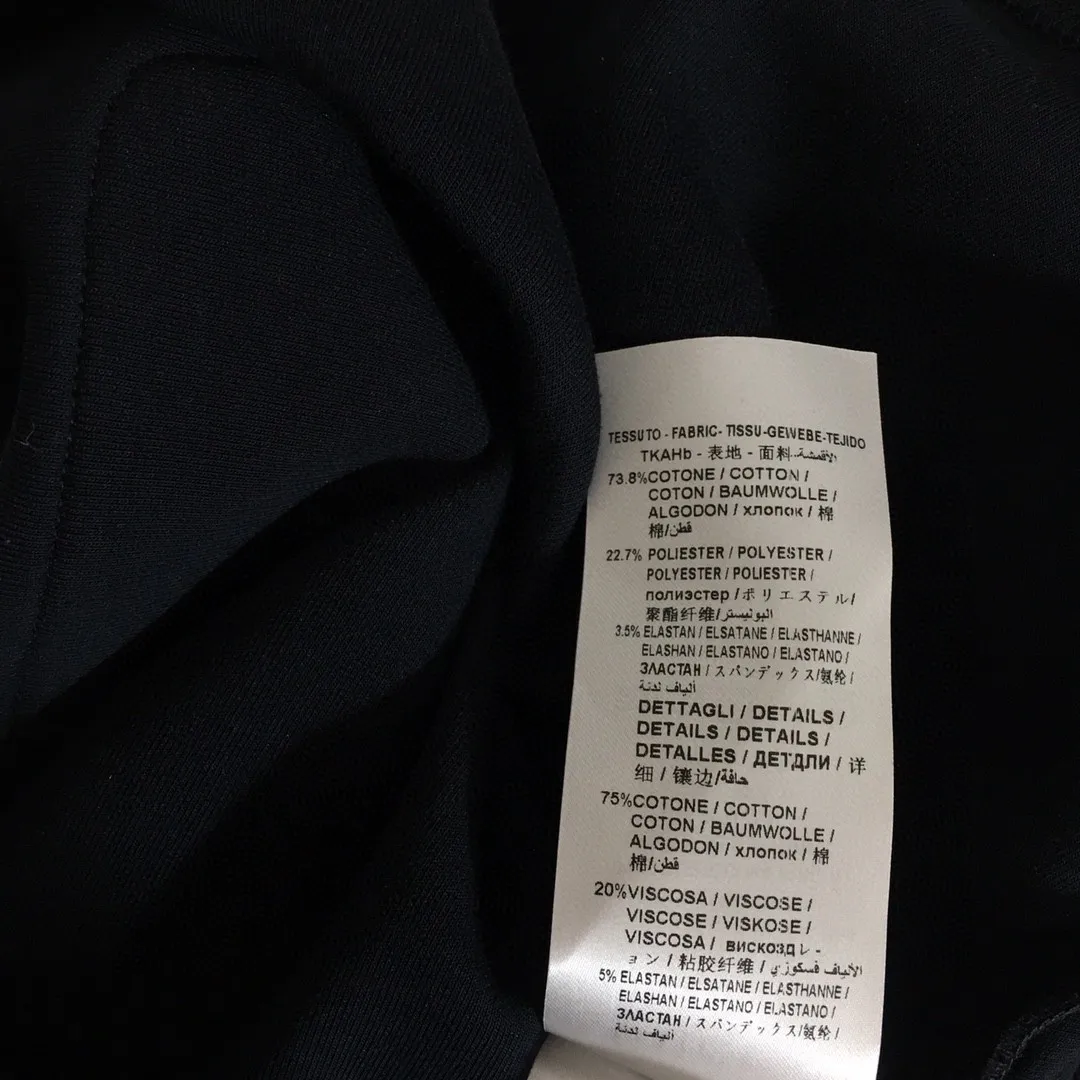 TESSUTO - FABRIC- TISSU-GEWEBE-TEJIDO
TKAHb - 表地 - 面料-الأقمشة
73.8%COTONE / COTTON /
COTON / BAUMWOLLE /
ALGODON / хлопок / 棉
棉/قطن
22.7% POLIESTER / POLYESTER /
POLYESTER / POLIESTER /
полиэстер /ポリエステル/
聚酯纤维/البوليستر
3.5% ELASTAN / ELSATANE / ELASTHANNE /
ELASHAN / ELASTANO / ELASTANO /
ЗЛАСТАН / スパンデックス/氨纶 /
ألياف لدنة
DETTAGLI / DETAILS /
DETAILS / DETAILS /
DETALLES / ДЕТДЛИ / 详
细 / 镶边/حافة
75%COTONE / COTTON /
COTON / BAUMWOLLE /
ALGODON / хлопок / 棉
棉/قطن
20%VISCOSA / VISCOSE /
VISCOSE / VISKOSE /
VISCOSA / вискозд レ -
ョン / 粘胶纤维 / الألياف فسكوزي
5% ELASTAN / ELSATANE / ELASTHANNE /
ELASHAN / ELASTANO / ELASTANO /
ЗЛАСТАН / スパンデックス/氨纶 /
ألياف لدنة